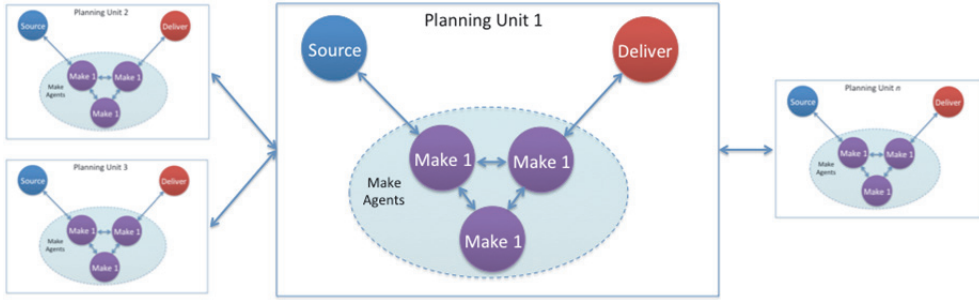 Planning Unit 2
Source
Deliver
Make 1
Make 1
Make
Agents
Make 1
Planning Unit 3
Source
Deliver
Make 1
Make 1
Make
Agents
Make 1
Planning Unit 1
Source
Deliver
Make 1
Make 1
Make
Agents
Make 1
Planning Unit n
Source
Deliver
Make 1
Make 1
Make
Agents
Make 1